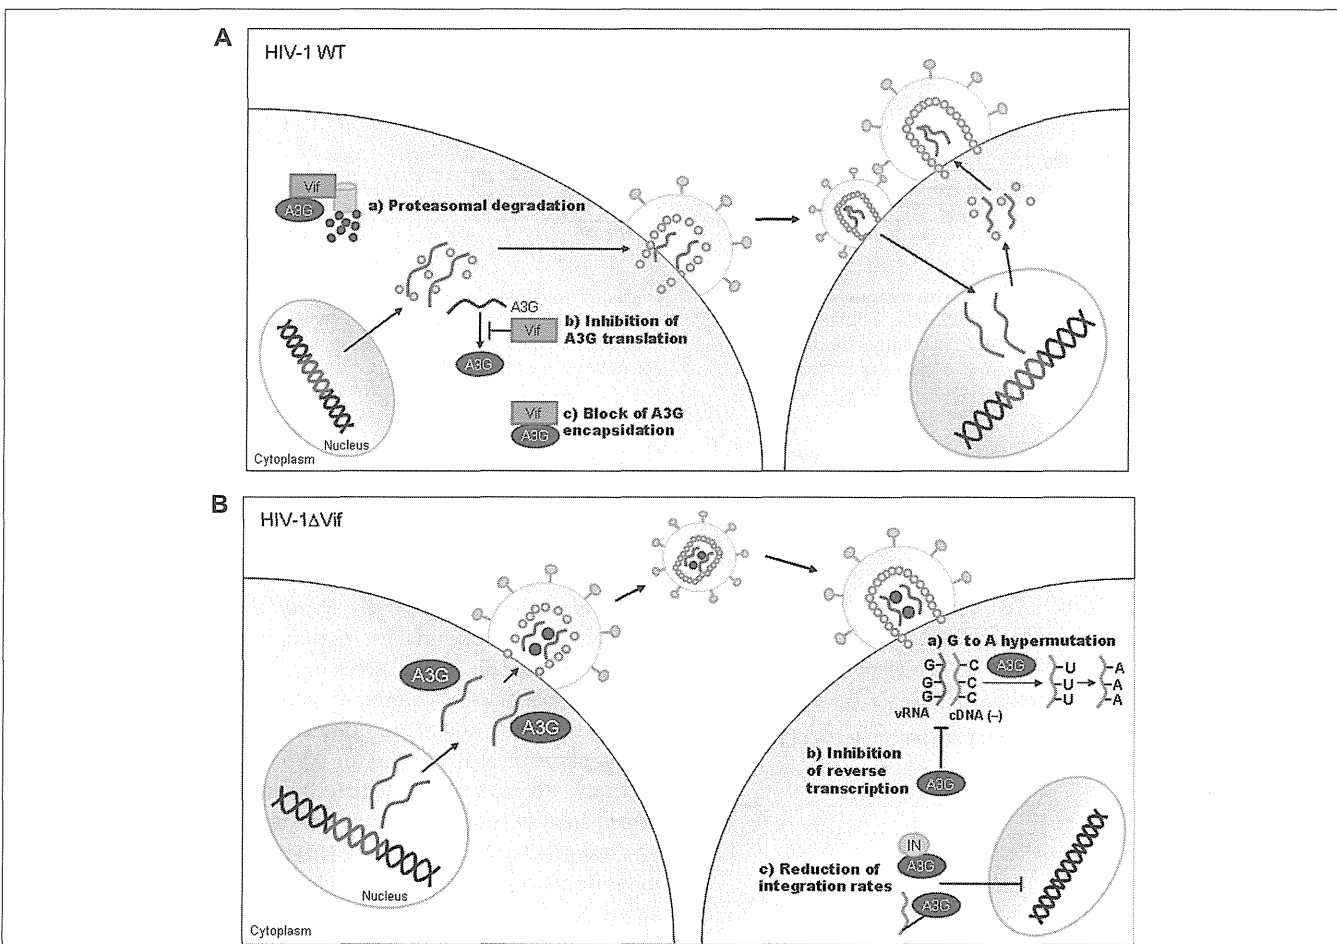 A
HIV-1 WT
Vif
A3G
a) Proteasomal degradation
A3G
b) Inhibition of
A3G translation
Vif
A3G
Vif
c) Block of A3G
encapsidation
A3G
Nucleus
Cytoplasm
B
HIV-1ΔVif
A3G
A3G
Nucleus
Cytoplasm
a) G to A hypermutation
G C A3G U A
G C U A
G C U A
vRNA cDNA (–)
b) Inhibition
of reverse
transcription
A3G
IN
A3G
c) Reduction of
integration rates
A3G